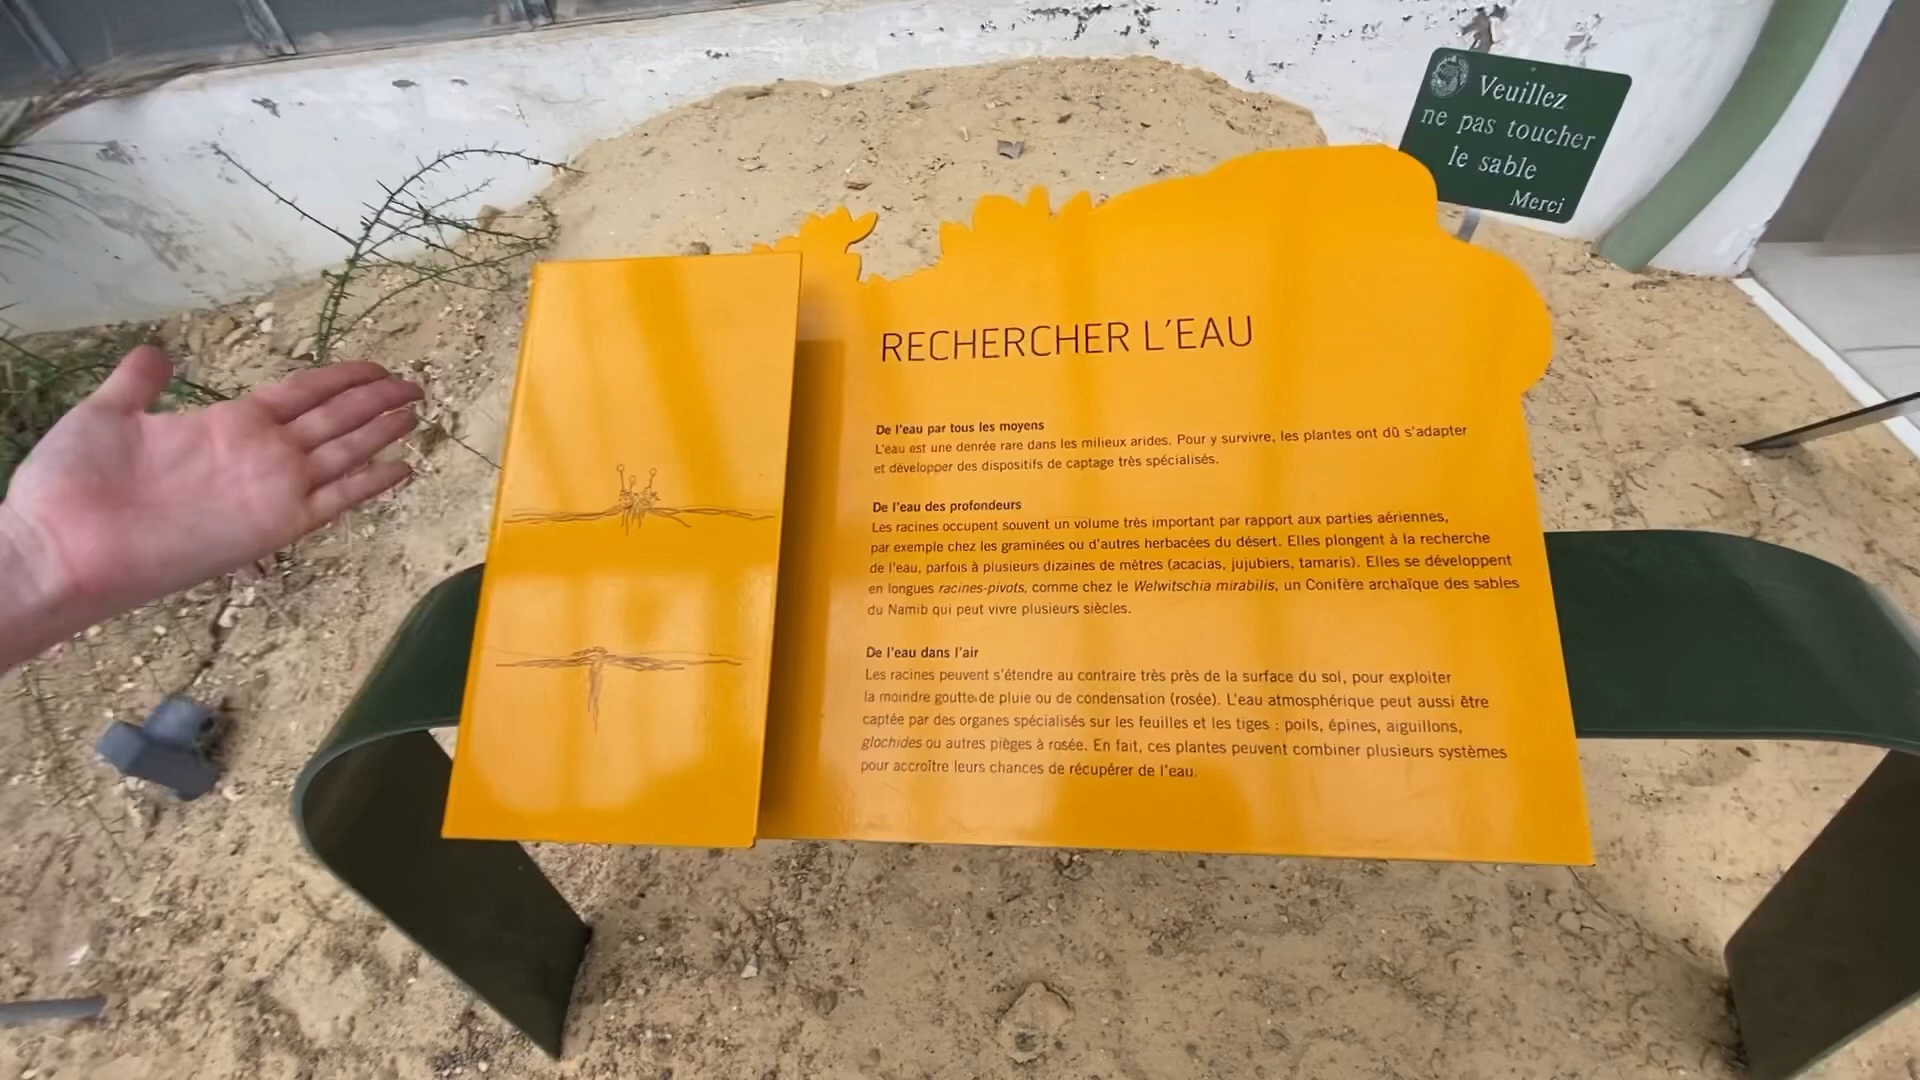 Veuillez
ne pas toucher
le sable
Merci
RECHERCHER L'EAU
De l'eau par tous les moyens
L'eau est une denrée rare dans les milieux arides. Pour y survivre, les plantes ont dû s'adapter
et développer des dispositifs de captage très spécialisés.
De l'eau des profondeurs
Les racines occupent souvent un volume très important par rapport aux parties aériennes,
par exemple chez les graminées ou d'autres herbacées du désert. Elles plongent à la recherche
de l'eau, parfois à plusieurs dizaines de mètres (acacias, jujubiers, tamaris). Elles se développent
en longues racines-pivots, comme chez le Welwitschia mirabilis, un Conifère archaïque des sables
du Namib qui peut vivre plusieurs siècles.
De l'eau dans l'air
Les racines peuvent s'étendre au contraire très près de la surface du sol, pour exploiter
la moindre goutte de pluie ou de condensation (rosée). L'eau atmosphérique peut aussi être
captée par des organes spécialisés sur les feuilles et les tiges : poils, épines, aiguillons,
glochides ou autres pièges à rosée. En fait, ces plantes peuvent combiner plusieurs systèmes
pour accroître leurs chances de récupérer de l'eau.